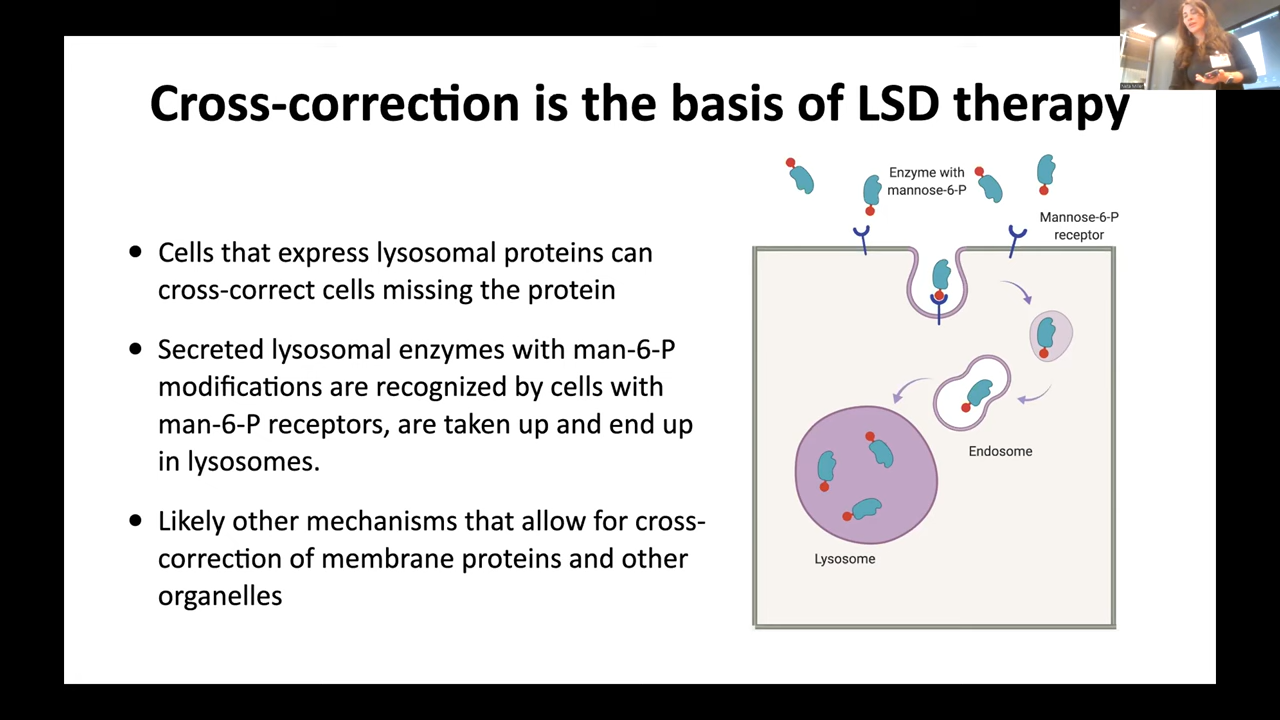 Cross-correction is the basis of LSD therapy
• Cells that express lysosomal proteins can
cross-correct cells missing the protein
• Secreted lysosomal enzymes with man-6-P
modifications are recognized by cells with
man-6-P receptors, are taken up and end up
in lysosomes.
• Likely other mechanisms that allow for cross-
correction of membrane proteins and other
organelles
Enzyme with
mannose-6-P
Mannose-6-P
receptor
Endosome
Lysosome